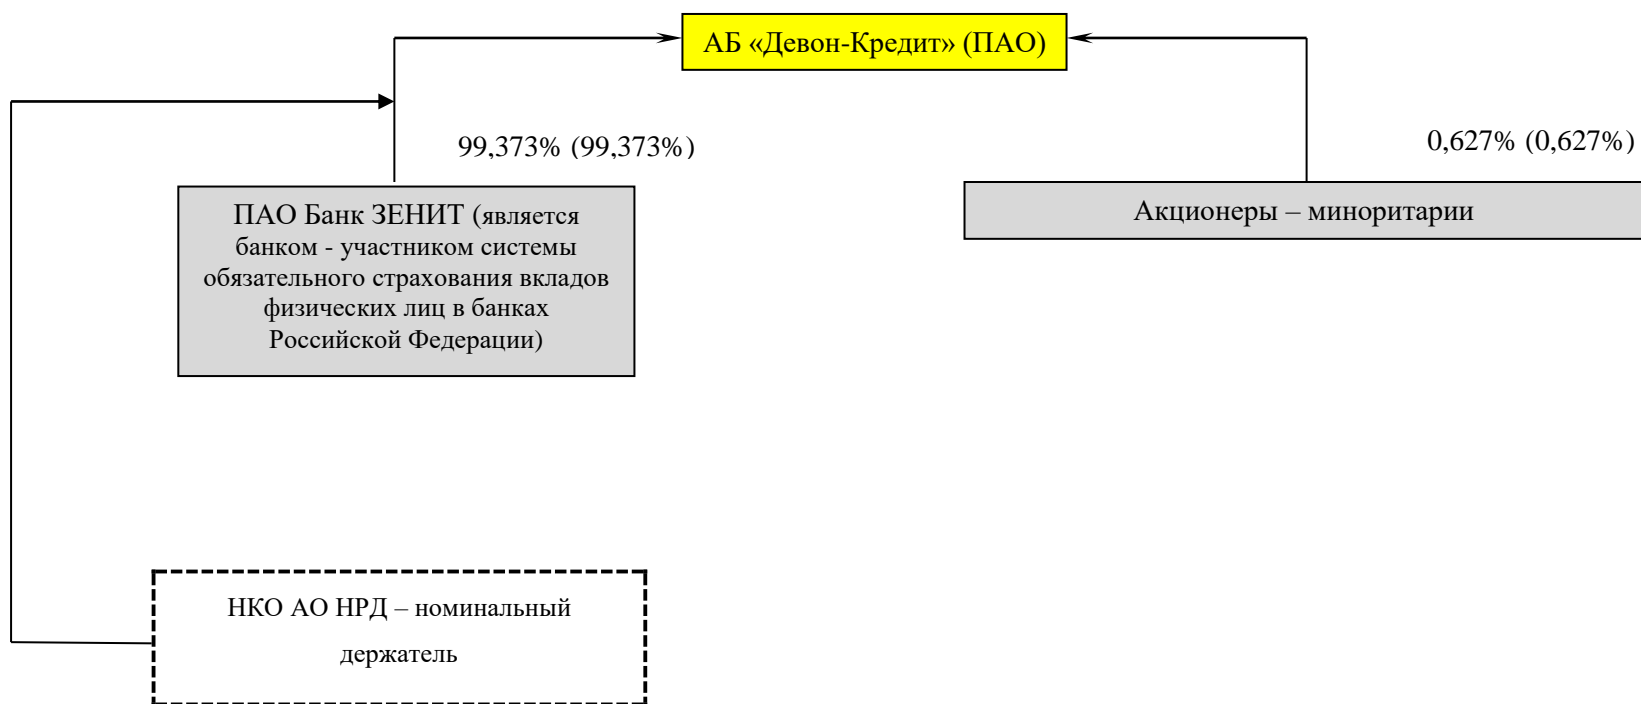 АБ «Девон-Кредит» (ПАО)
99,373% (99,373%)
0,627% (0,627%)
ПАО Банк ЗЕНИТ (является
банком - участником системы
обязательного страхования вкладов
физических лиц в банках
Российской Федерации)
Акционеры – миноритарии
НКО АО НРД – номинальный
держатель